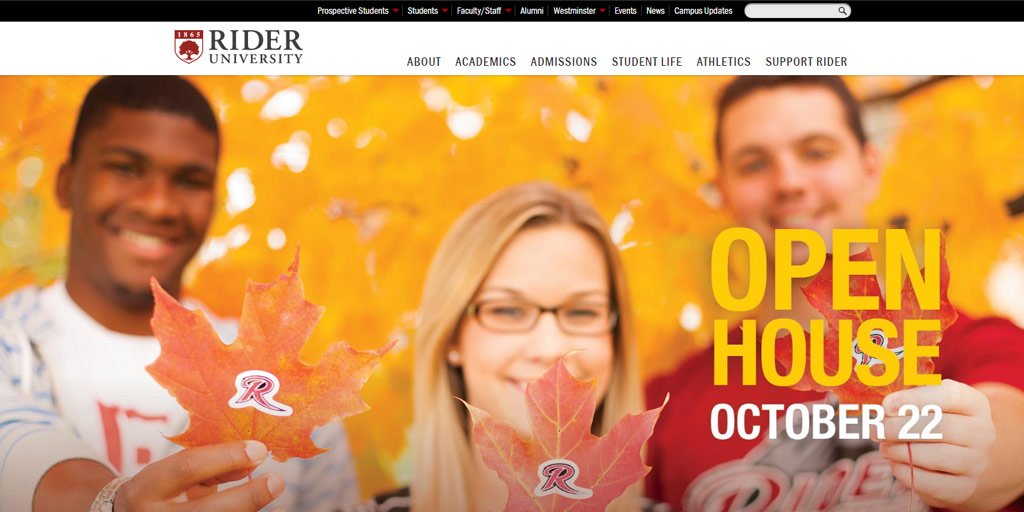 Prospective Students Students Faculty/Staff Alumni Westminster Events News Campus Updates
1865
RIDER
UNIVERSITY
ABOUT ACADEMICS ADMISSIONS STUDENT LIFE ATHLETICS SUPPORT RIDER
OPEN
HOUSE
OCTOBER 22
R
R
R
RIDER